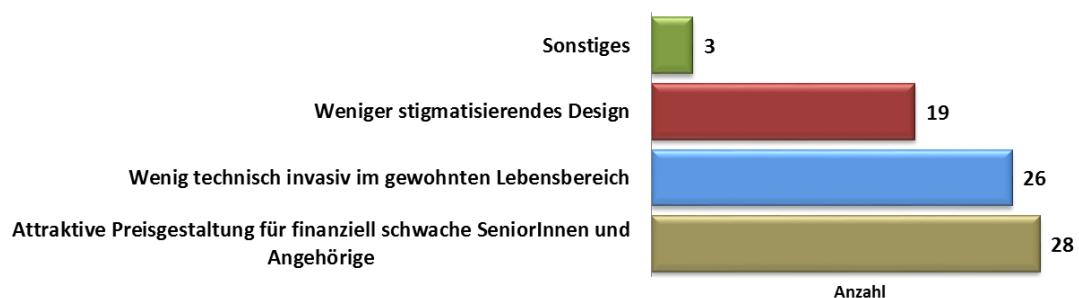 Sonstiges 3
Weniger stigmatisierendes Design 19
Wenig technisch invasiv im gewohnten Lebensbereich 26
Attraktive Preisgestaltung für finanziell schwache SeniorInnen und
Angehörige 28
Anzahl